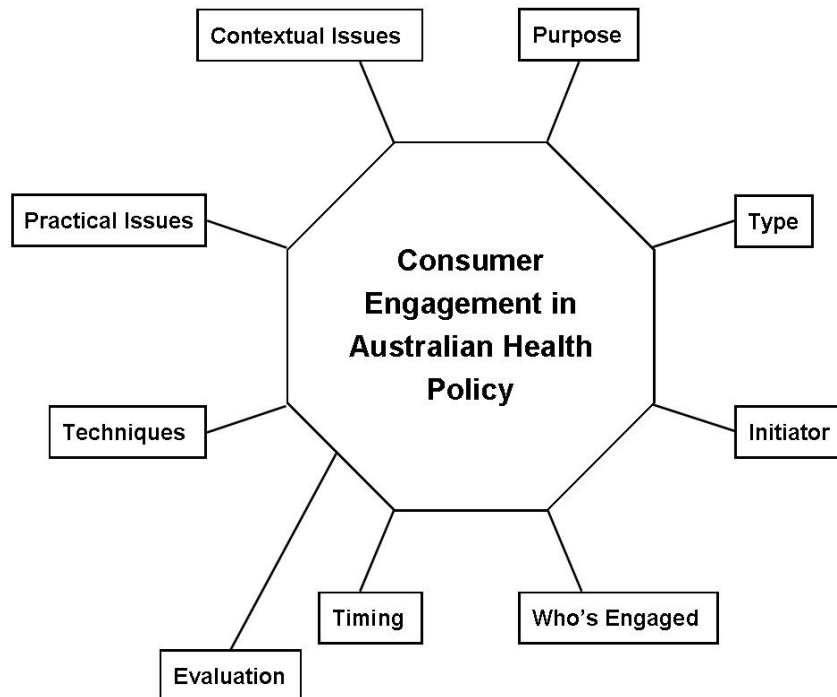 Contextual Issues
Purpose
Practical Issues
Type
Consumer
Engagement in
Australian Health
Policy
Techniques
Initiator
Timing
Who's Engaged
Evaluation